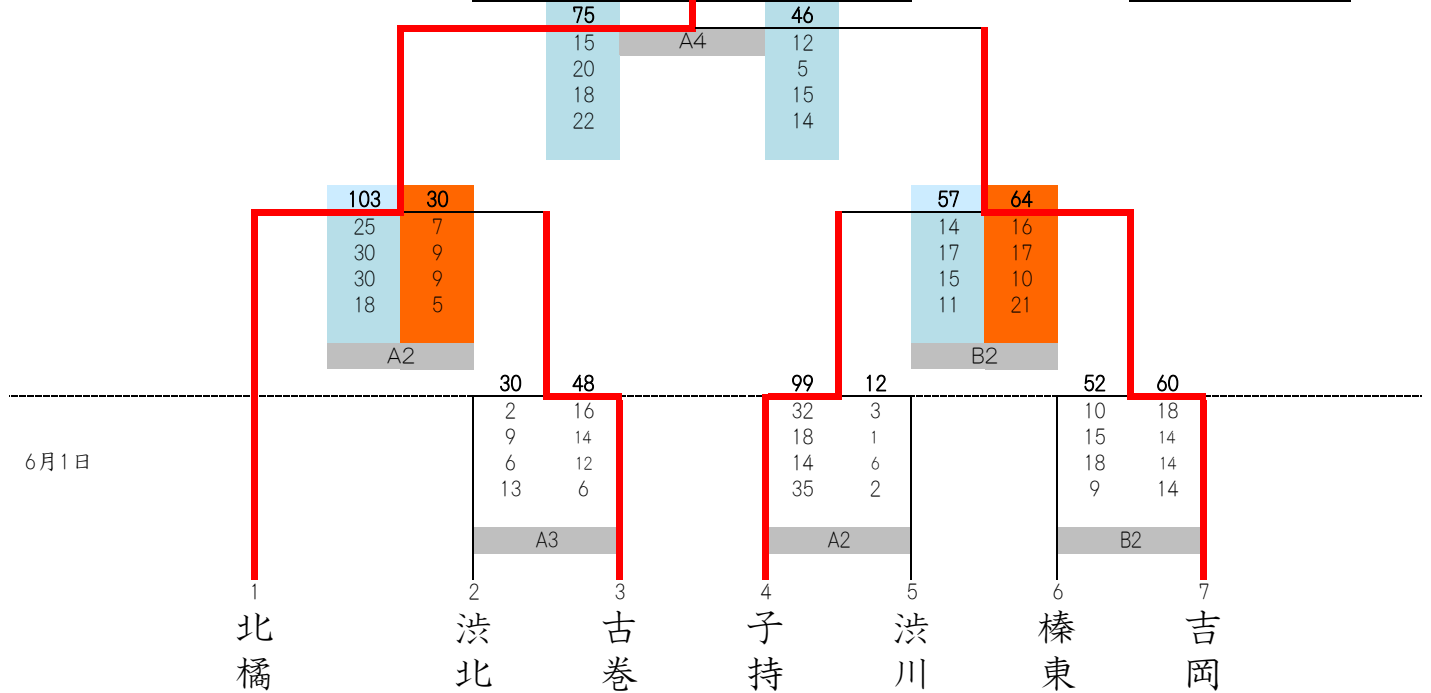 75 46
15 A4 12
20 5
18 15
22 14
103 30 57 64
25 7 14 16
30 9 17 17
30 9 15 10
18 5 11 21
A2 B2
30 48 99 12 52 60
2 16 32 3 10 18
9 14 18 1 15 14
6月1日 6 12 14 6 18 14
13 6 35 2 9 14
A3 A2 B2
1 2 3 4 5 6 7
北橘 渋北 古巻 子持 渋川 榛東 吉岡